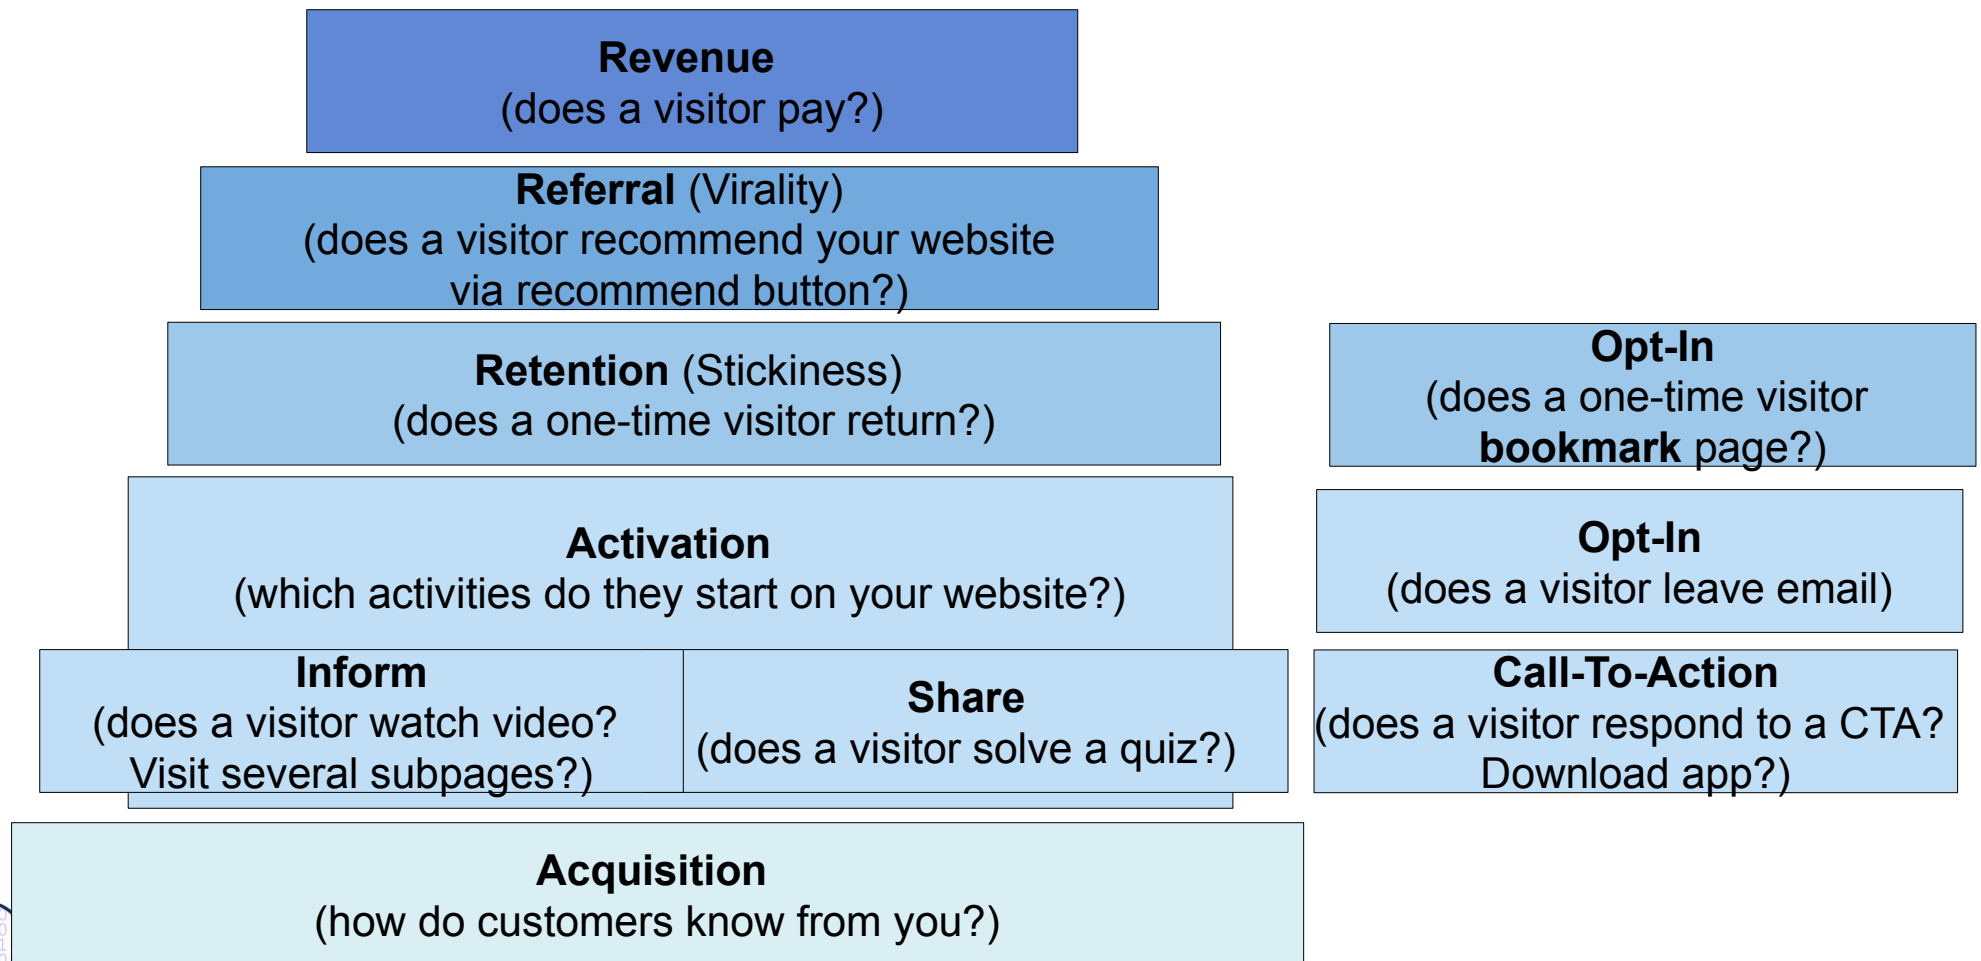 Revenue
(does a visitor pay?)
Referral (Virality)
(does a visitor recommend your website
via recommend button?)
Retention (Stickiness)
(does a one-time visitor return?)
Opt-In
(does a one-time visitor
bookmark page?)
Activation
(which activities do they start on your website?)
Opt-In
(does a visitor leave email)
Inform
(does a visitor watch video?
Visit several subpages?)
Share
(does a visitor solve a quiz?)
Call-To-Action
(does a visitor respond to a CTA?
Download app?)
Acquisition
(how do customers know from you?)